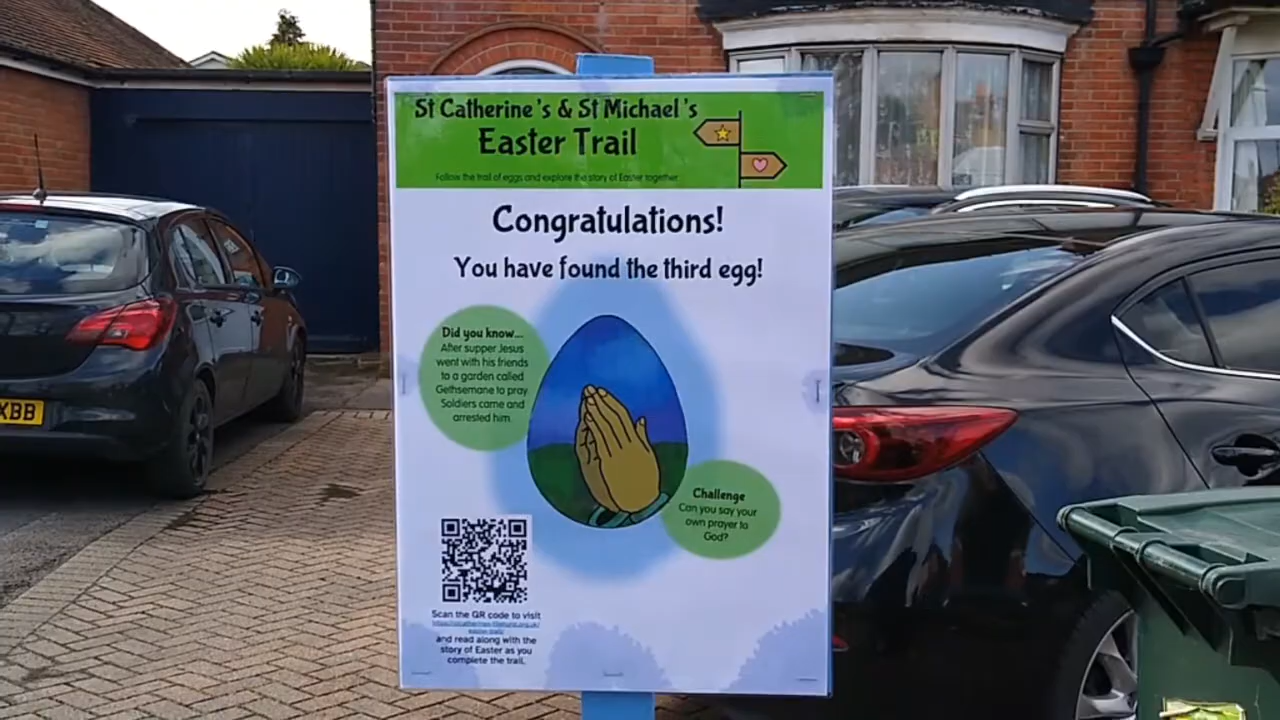 St Catherine's & St Michael's
Easter Trail
Follow the trail of eggs and explore the story of Easter together
Congratulations!
You have found the third egg!
Did you know...
After supper Jesus
went with his friends
to a garden called
Gethsemane to pray
Soldiers came and
arrested him.
Challenge
Can you say your
own prayer to
God?
Scan the QR code to visit
and read along with the
story of Easter as you
complete the trail.
XBB